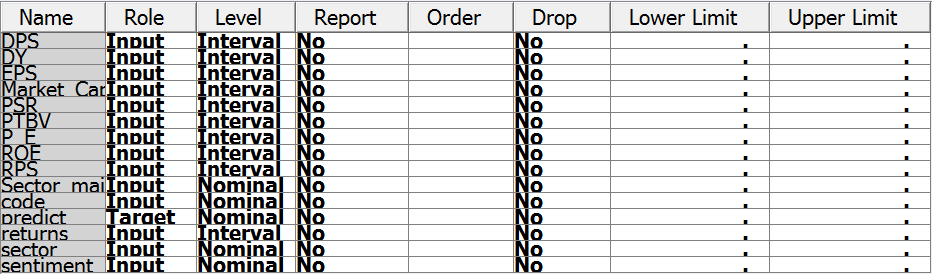 Name Role Level Report Order Drop Lower Limit Upper Limit
DPS Input Interval No No . .
DY Input Interval No No . .
EPS Input Interval No No . .
Market_Cap Input Interval No No . .
PSR Input Interval No No . .
PTBV Input Interval No No . .
P_E Input Interval No No . .
ROE Input Interval No No . .
RPS Input Interval No No . .
Sector_mai Input Nominal No No . .
code Input Nominal No No . .
predict Target Nominal No No . .
returns Input Interval No No . .
sector Input Nominal No No . .
sentiment Input Nominal No No . .